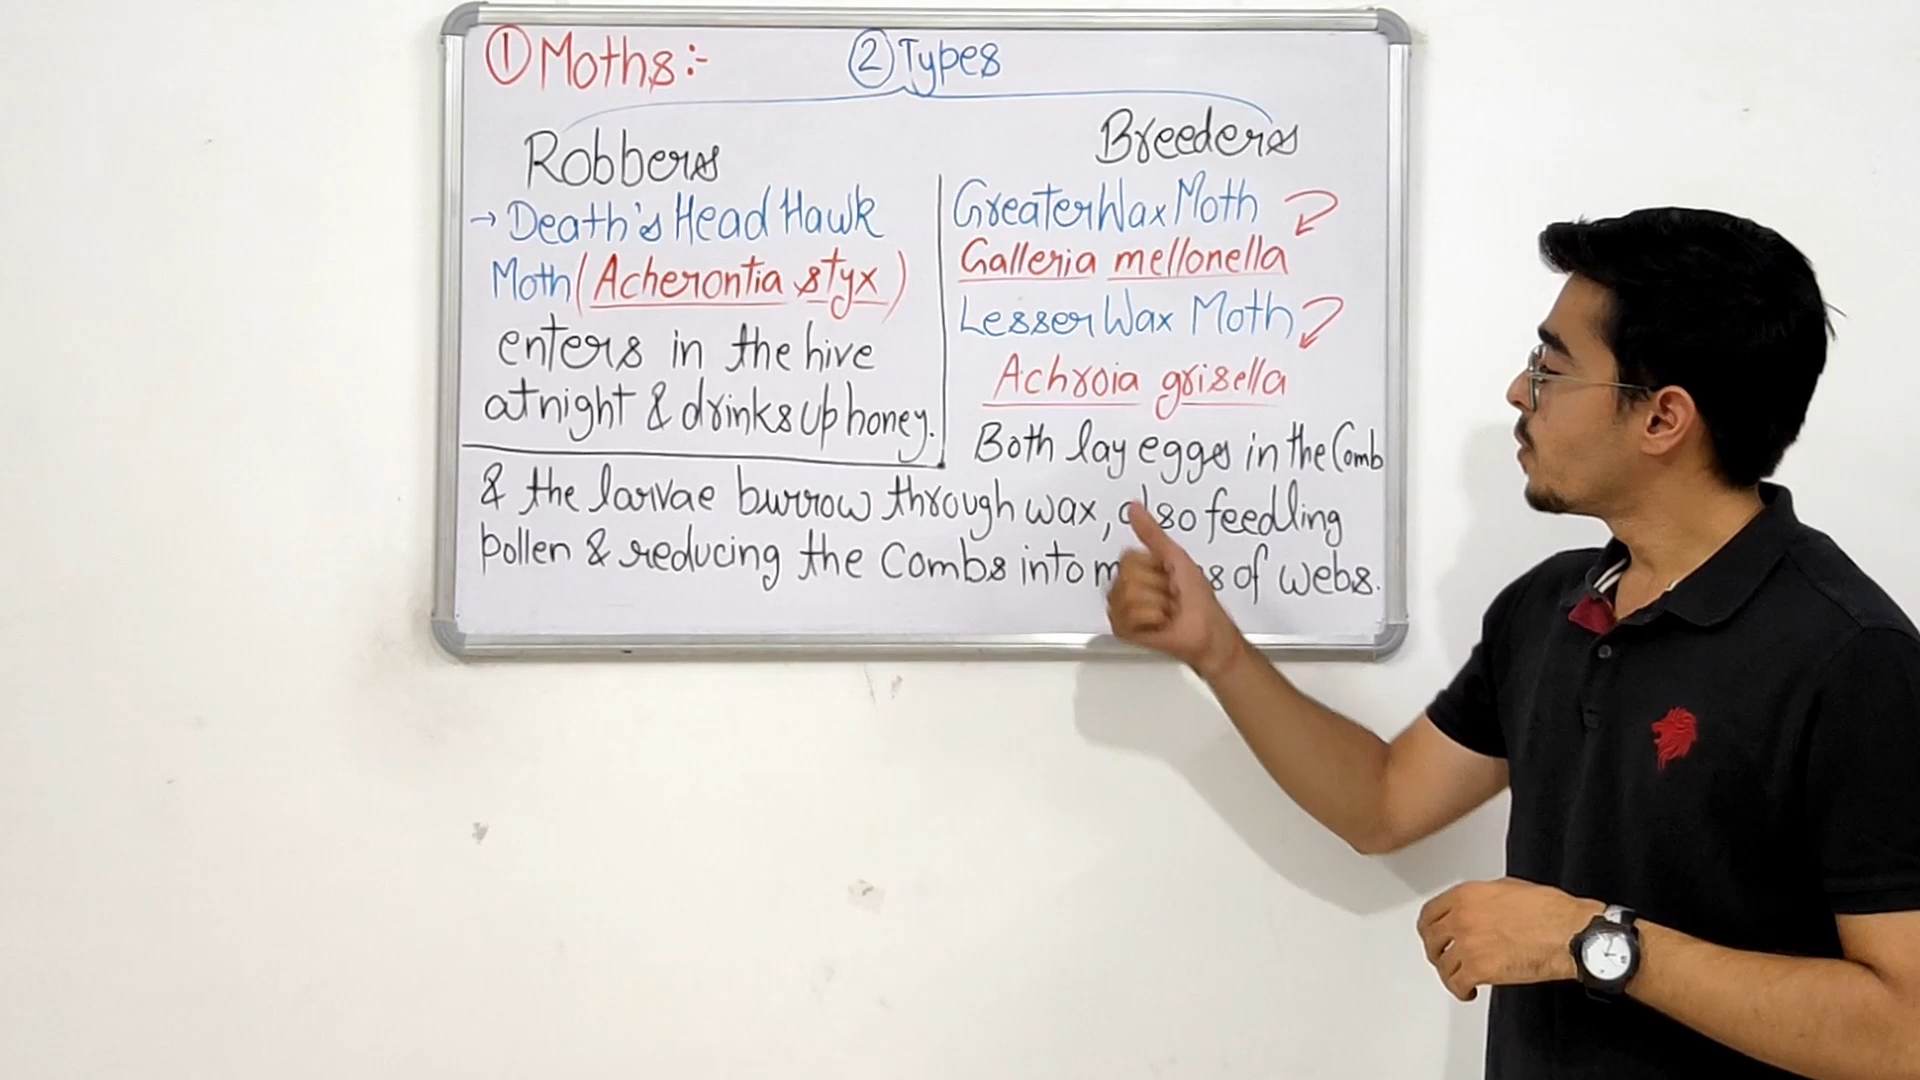 ① Moths:-
② Types
Robbers
→ Death's Head Hawk
Moth (Acherontia styx)
enters in the hive
at night & drinks up honey.
Breeders
Greater Wax Moth
Galleria mellonella
Lesser Wax Moth
Achroia grisella
Both lay eggs in the Comb
& the larvae burrow through wax, also feedling
pollen & reducing the Combs into of webs.